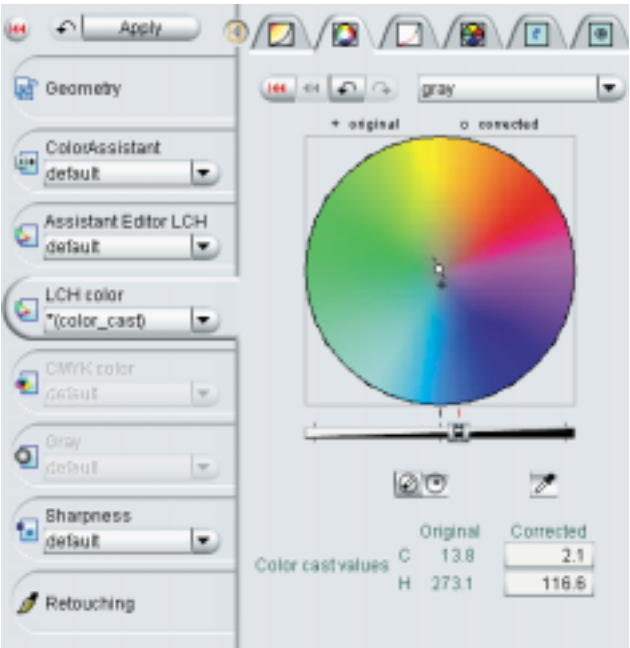 Apply
Geometry
ColorAssistant
default
Assistant Editor LCH
default
LCH color
*(color_cast)
CMYK color
default
Gray
default
Sharpness
default
Retouching
gray
+ original o corrected
Original Corrected
Color cast values C 13.8 2.1
H 273.1 116.6